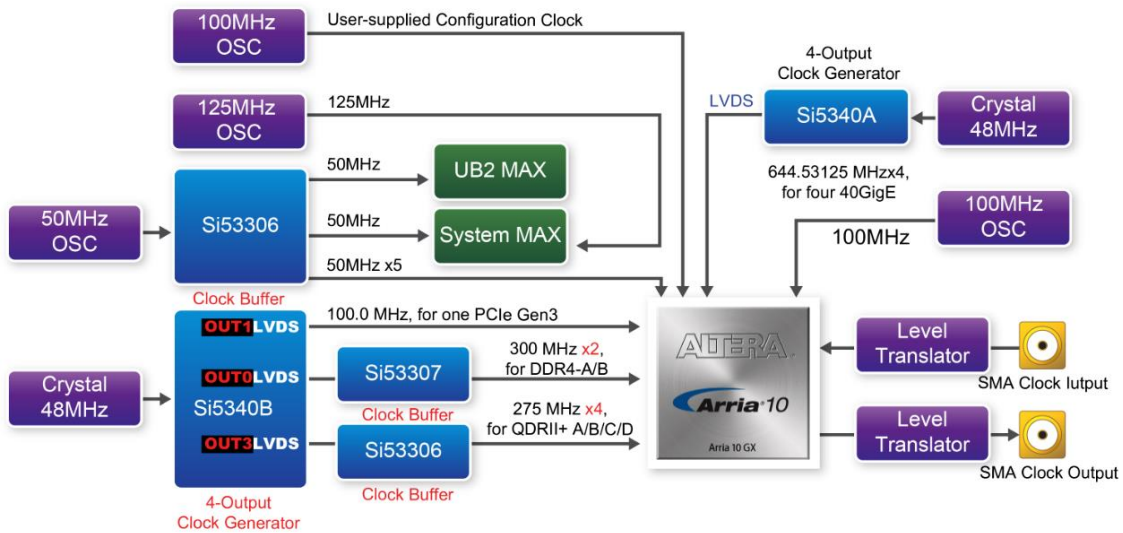 100MHz
OSC
User-supplied Configuration Clock
125MHz
OSC
125MHz
50MHz
OSC
Si53306
Clock Buffer
50MHz
UB2 MAX
50MHz
System MAX
50MHz x5
4-Output
Clock Generator
LVDS
Si5340A
Crystal
48MHz
644.53125 MHzx4,
for four 40GigE
100MHz
100MHz
OSC
Crystal
48MHz
OUT1LVDS
OUT0LVDS
Si5340B
OUT3LVDS
4-Output
Clock Generator
100.0 MHz, for one PCIe Gen3
Si53307
Clock Buffer
300 MHz x2,
for DDR4-A/B
Si53306
Clock Buffer
275 MHz x4,
for QDRII+ A/B/C/D
ALTERA
Arria 10
Arria 10 GX
Level
Translator
SMA Clock Iutput
Level
Translator
SMA Clock Output